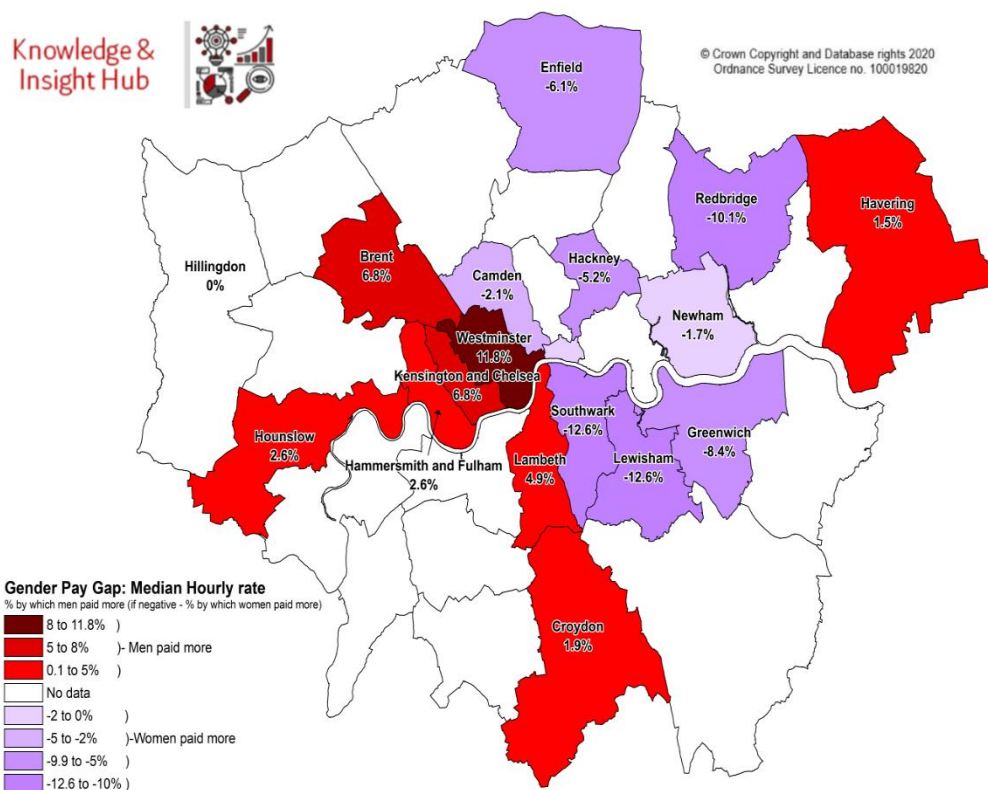 Knowledge &
Insight Hub
© Crown Copyright and Database rights 2020
Ordnance Survey Licence no. 100019820
Enfield
-6.1%
Redbridge
-10.1%
Havering
1.5%
Brent
6.8%
Hillingdon
0%
Camden
-2.1%
Hackney
-5.2%
Newham
-1.7%
Westminster
11.8%
Kensington and Chelsea
6.8%
Hounslow
2.6%
Hammersmith and Fulham
2.6%
Lambeth
4.9%
Southwark
-12.6%
Lewisham
-12.6%
Greenwich
-8.4%
Croydon
1.9%
Gender Pay Gap: Median Hourly rate
% by which men paid more (if negative - % by which women paid more)
8 to 11.8% )
5 to 8% )- Men paid more
0.1 to 5% )
No data
-2 to 0% )
-5 to -2% )-Women paid more
-9.9 to -5% )
-12.6 to -10% )